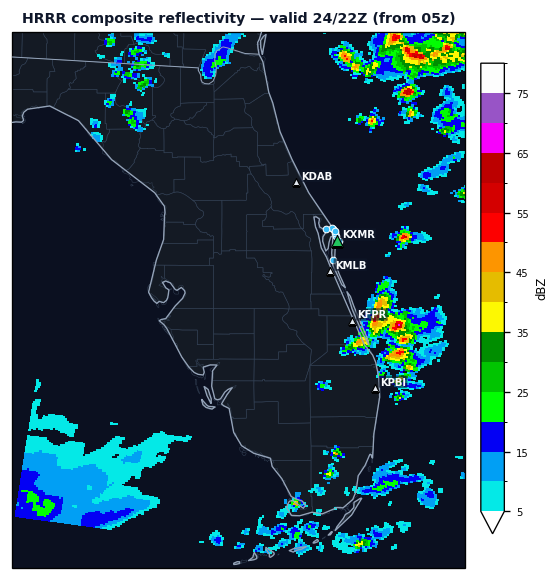 HRRR composite reflectivity — valid 24/22Z (from 05z)
KDAB
KXMR
KMLB
KFPR
KPBI
75
65
55
45
35
25
15
5
dBZ